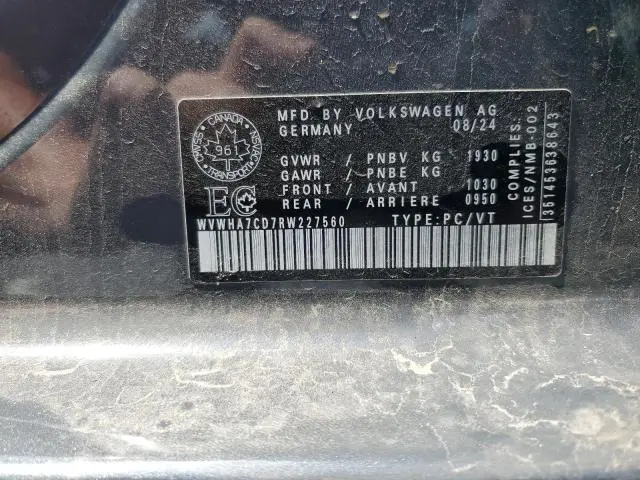 MFD. BY VOLKSWAGEN AG
GERMANY 08/24
GVWR / PNBV KG 1930
GAWR / PNBE KG
FRONT / AVANT 1030
REAR / ARRIERE 0950
WVWHA7CD7RW227560 TYPE:PC/VT
CANADA
961
TRANSPORT
EC
COMPLIES:
ICES/NMB-002